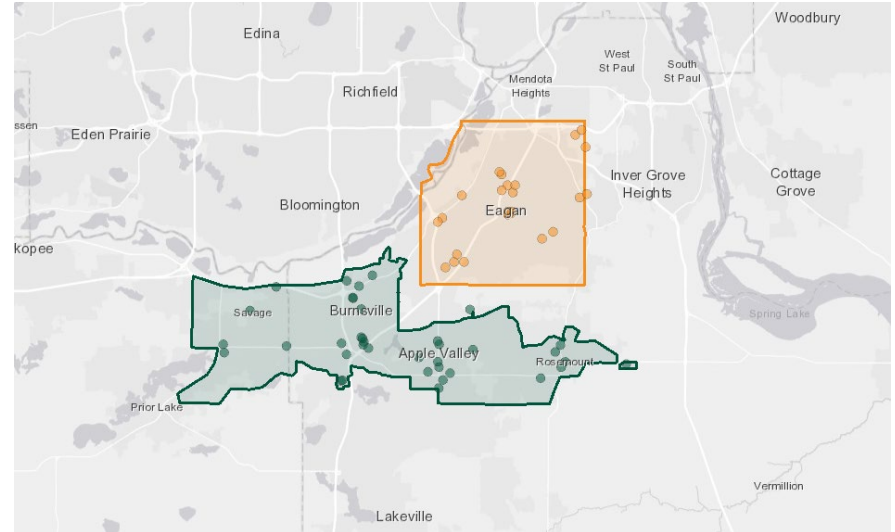 Woodbury
Edina
West
St Paul
South
St Paul
Mendota
Heights
Richfield
ssen
Eden Prairie
Inver Grove
Heights
Cottage
Grove
Bloomington
Eagan
kopee
Savage
Burnsville
Spring Lake
Apple Valley
Rosemount
Prior Lake
Vermillion
Lakeville